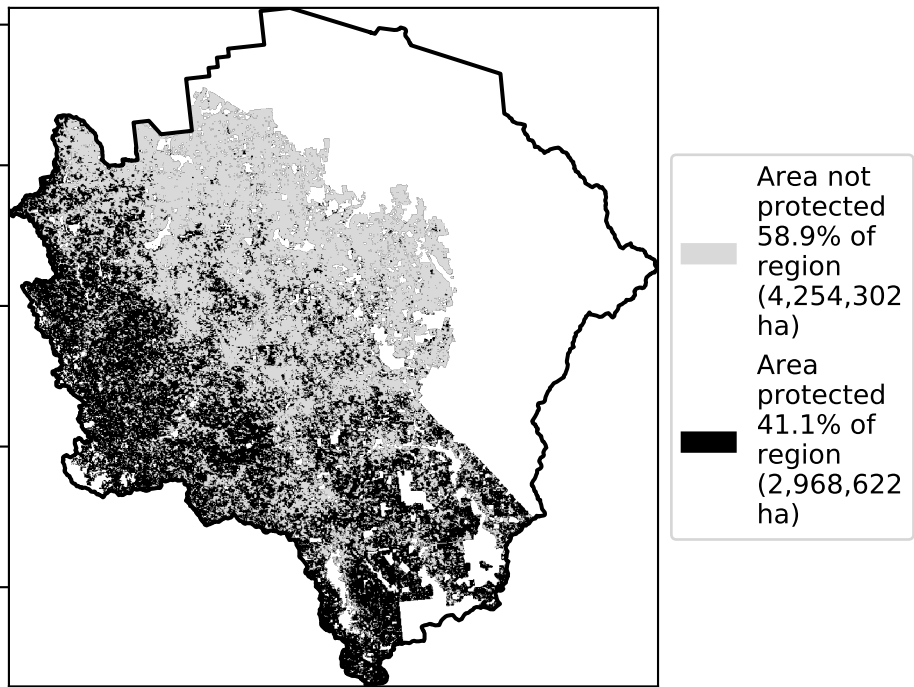 Area not
protected
58.9% of
region
(4,254,302
ha)
Area
protected
41.1% of
region
(2,968,622
ha)